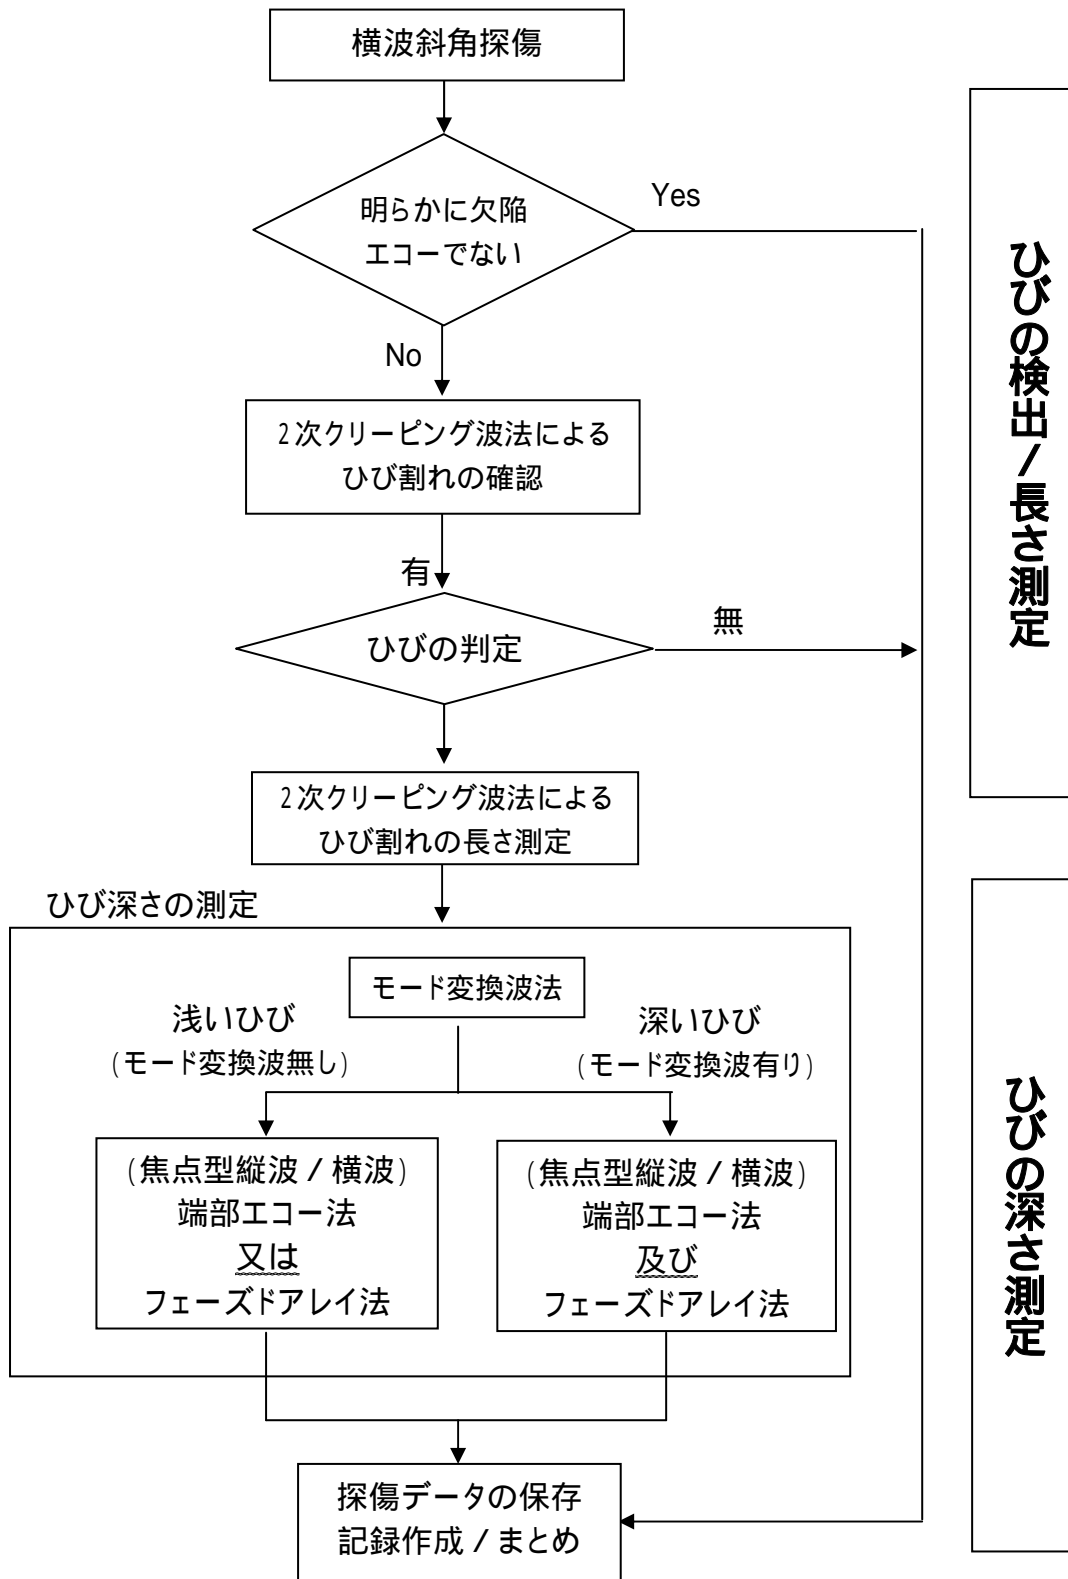 横波斜角探傷
明らかに欠陥
エコーでない
Yes
No
2次クリーピング波法による
ひび割れの確認
有
ひびの判定
無
2次クリーピング波法による
ひび割れの長さ測定
ひびの検出/長さ測定
ひび深さの測定
モード変換波法
浅いひび
(モード変換波無し)
深いひび
(モード変換波有り)
(焦点型縦波/横波)
端部エコー法
又は
フェーズドアレイ法
(焦点型縦波/横波)
端部エコー法
及び
フェーズドアレイ法
ひびの深さ測定
探傷データの保存
記録作成/まとめ